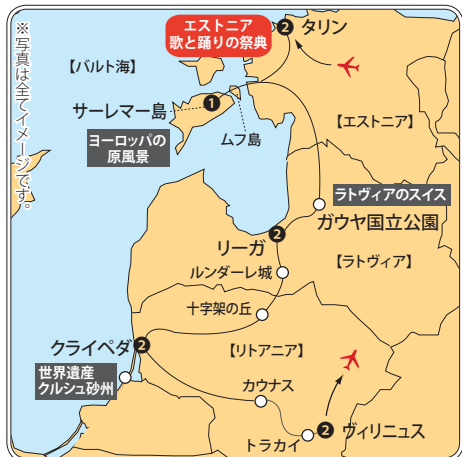 ※写真は全てイメージです。
エストニア
歌と踊りの祭典
❷ タリン
【バルト海】
❶
サーレマー島
【エストニア】
ヨーロッパの
原風景
ムフ島
ラトヴィアのスイス
ガウヤ国立公園
❷
リーガ
【ラトヴィア】
ルンダーレ城
十字架の丘
クライペダ ❷
【リトアニア】
世界遺産
クルシュ砂州
カウナス
❷ ヴィリニュス
トラカイ